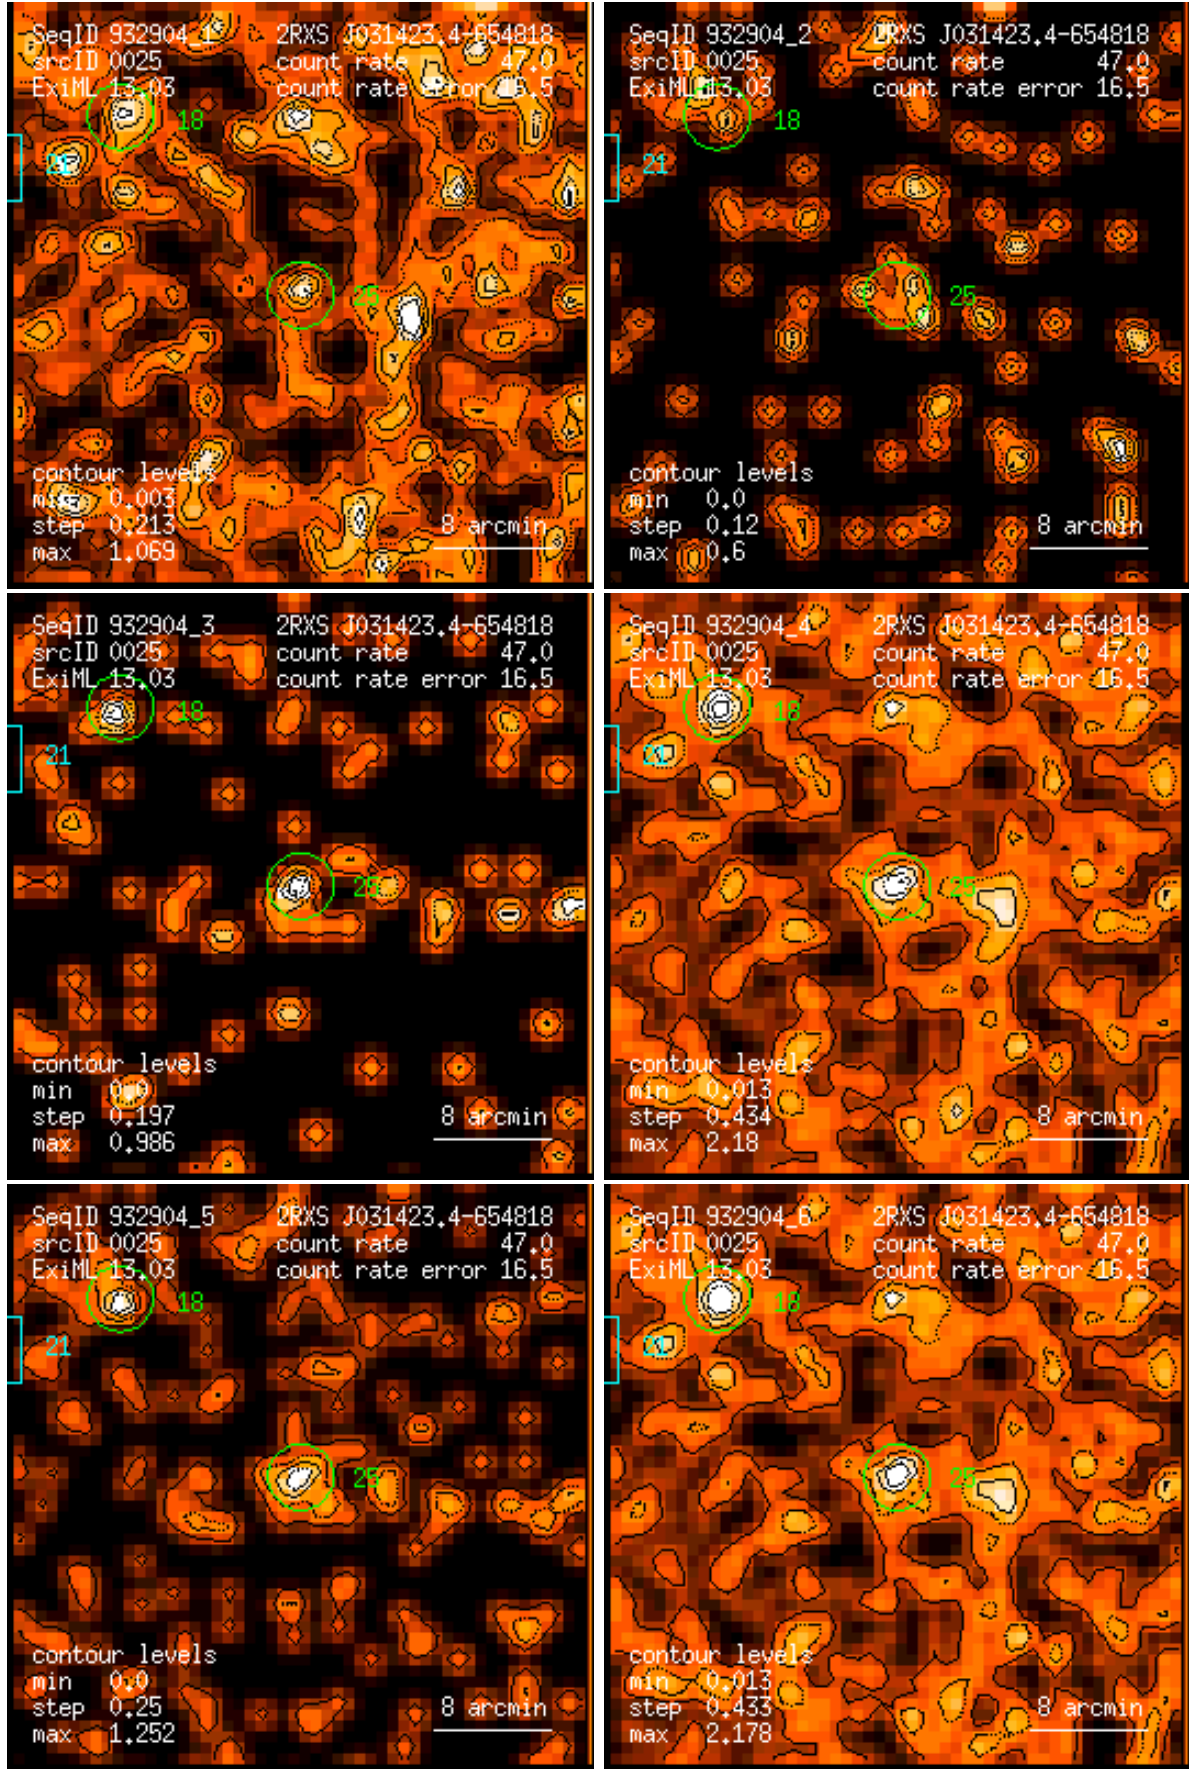 SeqID 932904_1 2RXS J031423.4-654818
srcID 0025 count rate 47.0
ExiML 13.03 count rate error 16.5
18
21
25
contour levels
min 0.003
step 0.213 8 arcmin
max 1.069
SeqID 932904_2 2RXS J031423.4-654818
srcID 0025 count rate 47.0
ExiML 13.03 count rate error 16.5
18
21
25
contour levels
min 0.0
step 0.12 8 arcmin
max 0.6
SeqID 932904_3 2RXS J031423.4-654818
srcID 0025 count rate 47.0
ExiML 13.03 count rate error 16.5
18
21
25
contour levels
min 0.0
step 0.197 8 arcmin
max 0.986
SeqID 932904_4 2RXS J031423.4-654818
srcID 0025 count rate 47.0
ExiML 13.03 count rate error 16.5
18
21
25
contour levels
min 0.013
step 0.434 8 arcmin
max 2.18
SeqID 932904_5 2RXS J031423.4-654818
srcID 0025 count rate 47.0
ExiML 13.03 count rate error 16.5
18
21
25
contour levels
min 0.0
step 0.25 8 arcmin
max 1.252
SeqID 932904_6 2RXS J031423.4-654818
srcID 0025 count rate 47.0
ExiML 13.03 count rate error 16.5
18
21
25
contour levels
min 0.013
step 0.433 8 arcmin
max 2.178